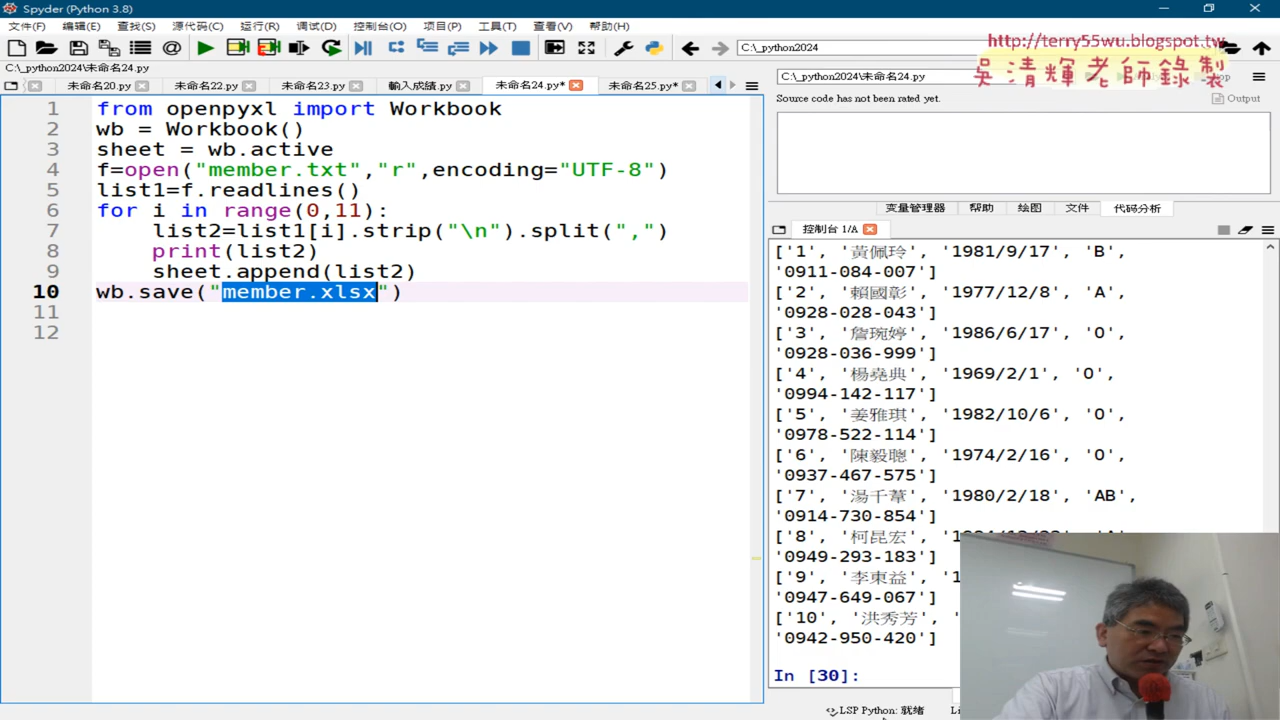 Spyder (Python 3.8)
文件(F) 编辑(E) 查找(S) 源代码(C) 运行(R) 调试(D) 控制台(O) 项目(P) 工具(T) 查看(V) 帮助(H)
C:\_python2024
http://terry55wu.blogspot.tw
吳清輝老師錄製
C:\_python2024\未命名24.py
未命名20.py 未命名22.py 未命名23.py 輸入成績.py 未命名24.py* 未命名25.py*
C:\_python2024\未命名24.py
Source code has not been rated yet.
Output
1 from openpyxl import Workbook
2 wb = Workbook()
3 sheet = wb.active
4 f=open("member.txt","r",encoding="UTF-8")
5 list1=f.readlines()
6 for i in range(0,11):
7 list2=list1[i].strip("\n").split(",")
8 print(list2)
9 sheet.append(list2)
10 wb.save("member.xlsx")
11
12
变量管理器 帮助 绘图 文件 代码分析
控制台 1/A
['1', '黃佩玲', '1981/9/17', 'B',
'0911-084-007']
['2', '賴國彰', '1977/12/8', 'A',
'0928-028-043']
['3', '詹琬婷', '1986/6/17', 'O',
'0928-036-999']
['4', '楊堯典', '1969/2/1', 'O',
'0994-142-117']
['5', '姜雅琪', '1982/10/6', 'O',
'0978-522-114']
['6', '陳毅聰', '1974/2/16', 'O',
'0937-467-575']
['7', '湯千葦', '1980/2/18', 'AB',
'0914-730-854']
['8', '柯昆宏',
'0949-293-183']
['9', '李東益', '1
'0947-649-067']
['10', '洪秀芳',
'0942-950-420']
In [30]:
LSP Python: 就绪